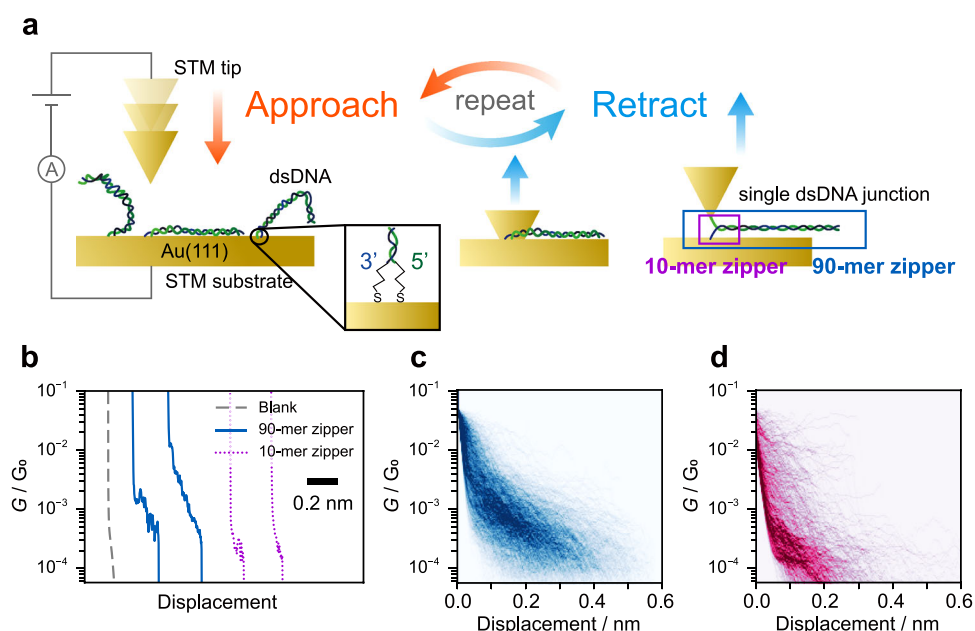 a
STM tip
Approach
repeat
Retract
A
dsDNA
single dsDNA junction
Au(111)
STM substrate
3’ 5’
S S
10-mer zipper
90-mer zipper
b
G / G₀
10⁻¹
10⁻²
10⁻³
10⁻⁴
Blank
90-mer zipper
10-mer zipper
0.2 nm
Displacement
c
G / G₀
10⁻¹
10⁻²
10⁻³
10⁻⁴
0.0 0.2 0.4 0.6
Displacement / nm
d
G / G₀
10⁻¹
10⁻²
10⁻³
10⁻⁴
0.0 0.2 0.4 0.6
Displacement / nm